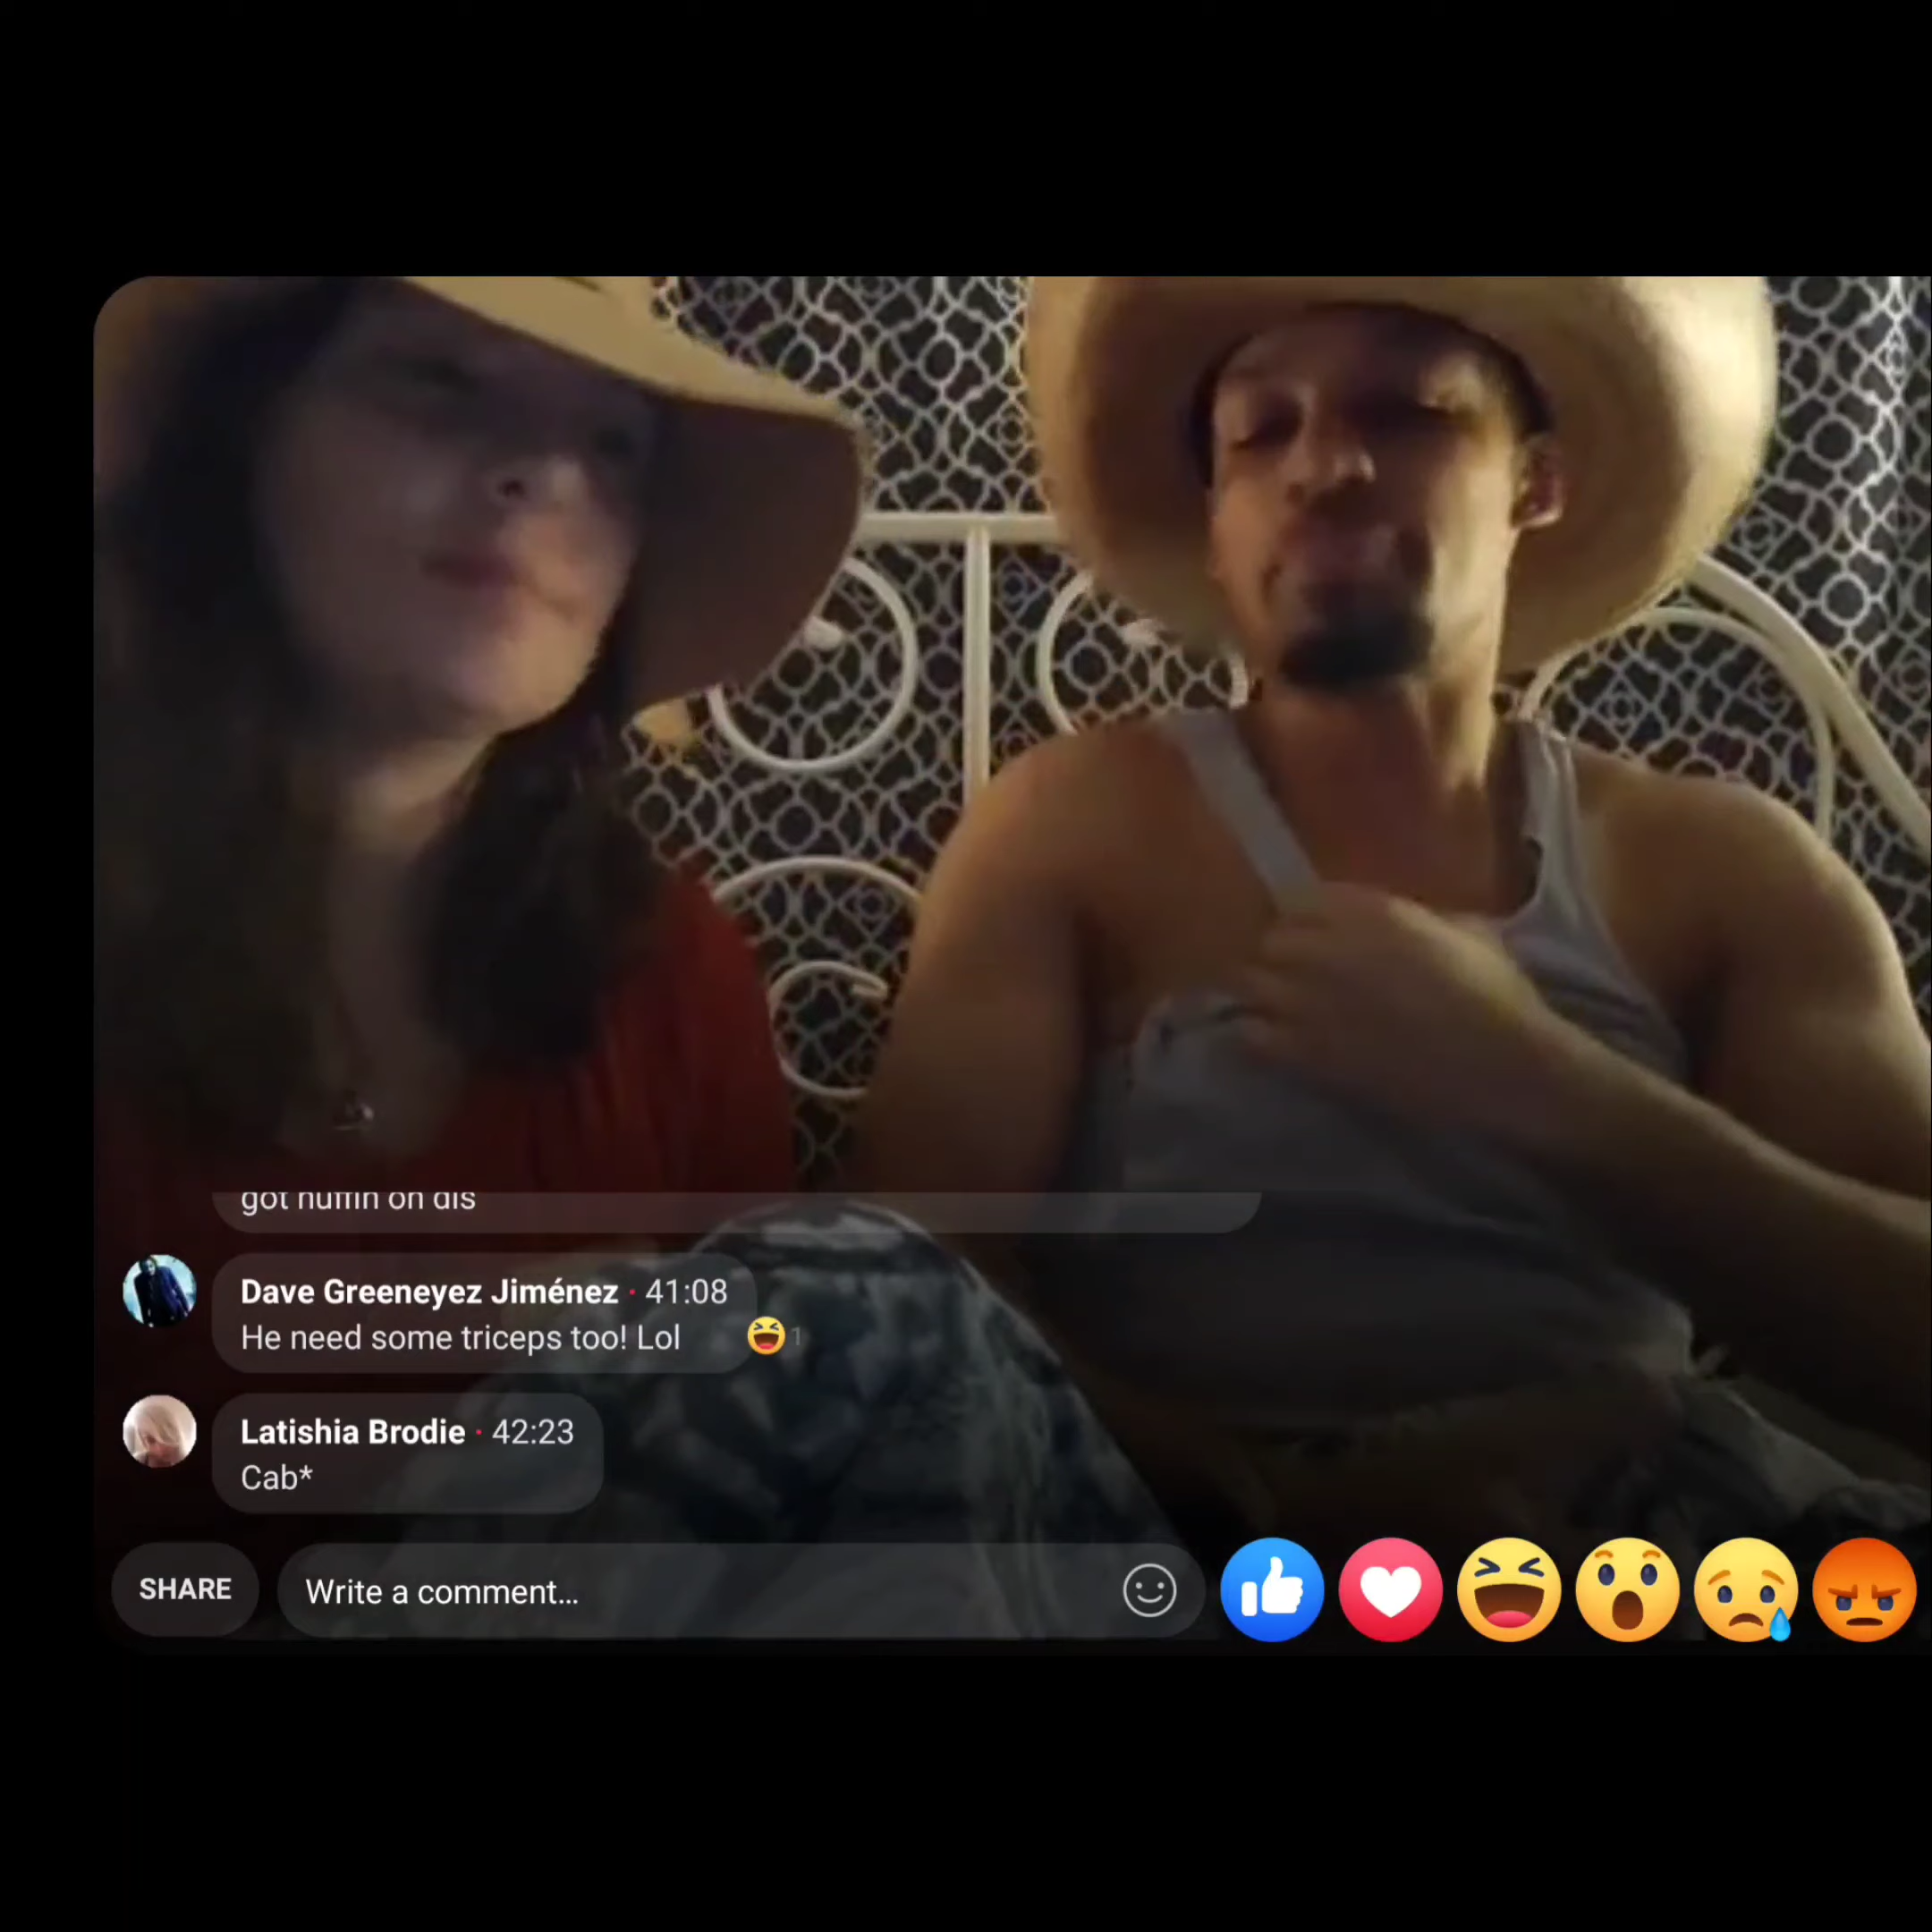 got nuffin on dis
Dave Greeneyez Jiménez · 41:08
He need some triceps too! Lol
1
Latishia Brodie · 42:23
Cab*
SHARE
Write a comment...